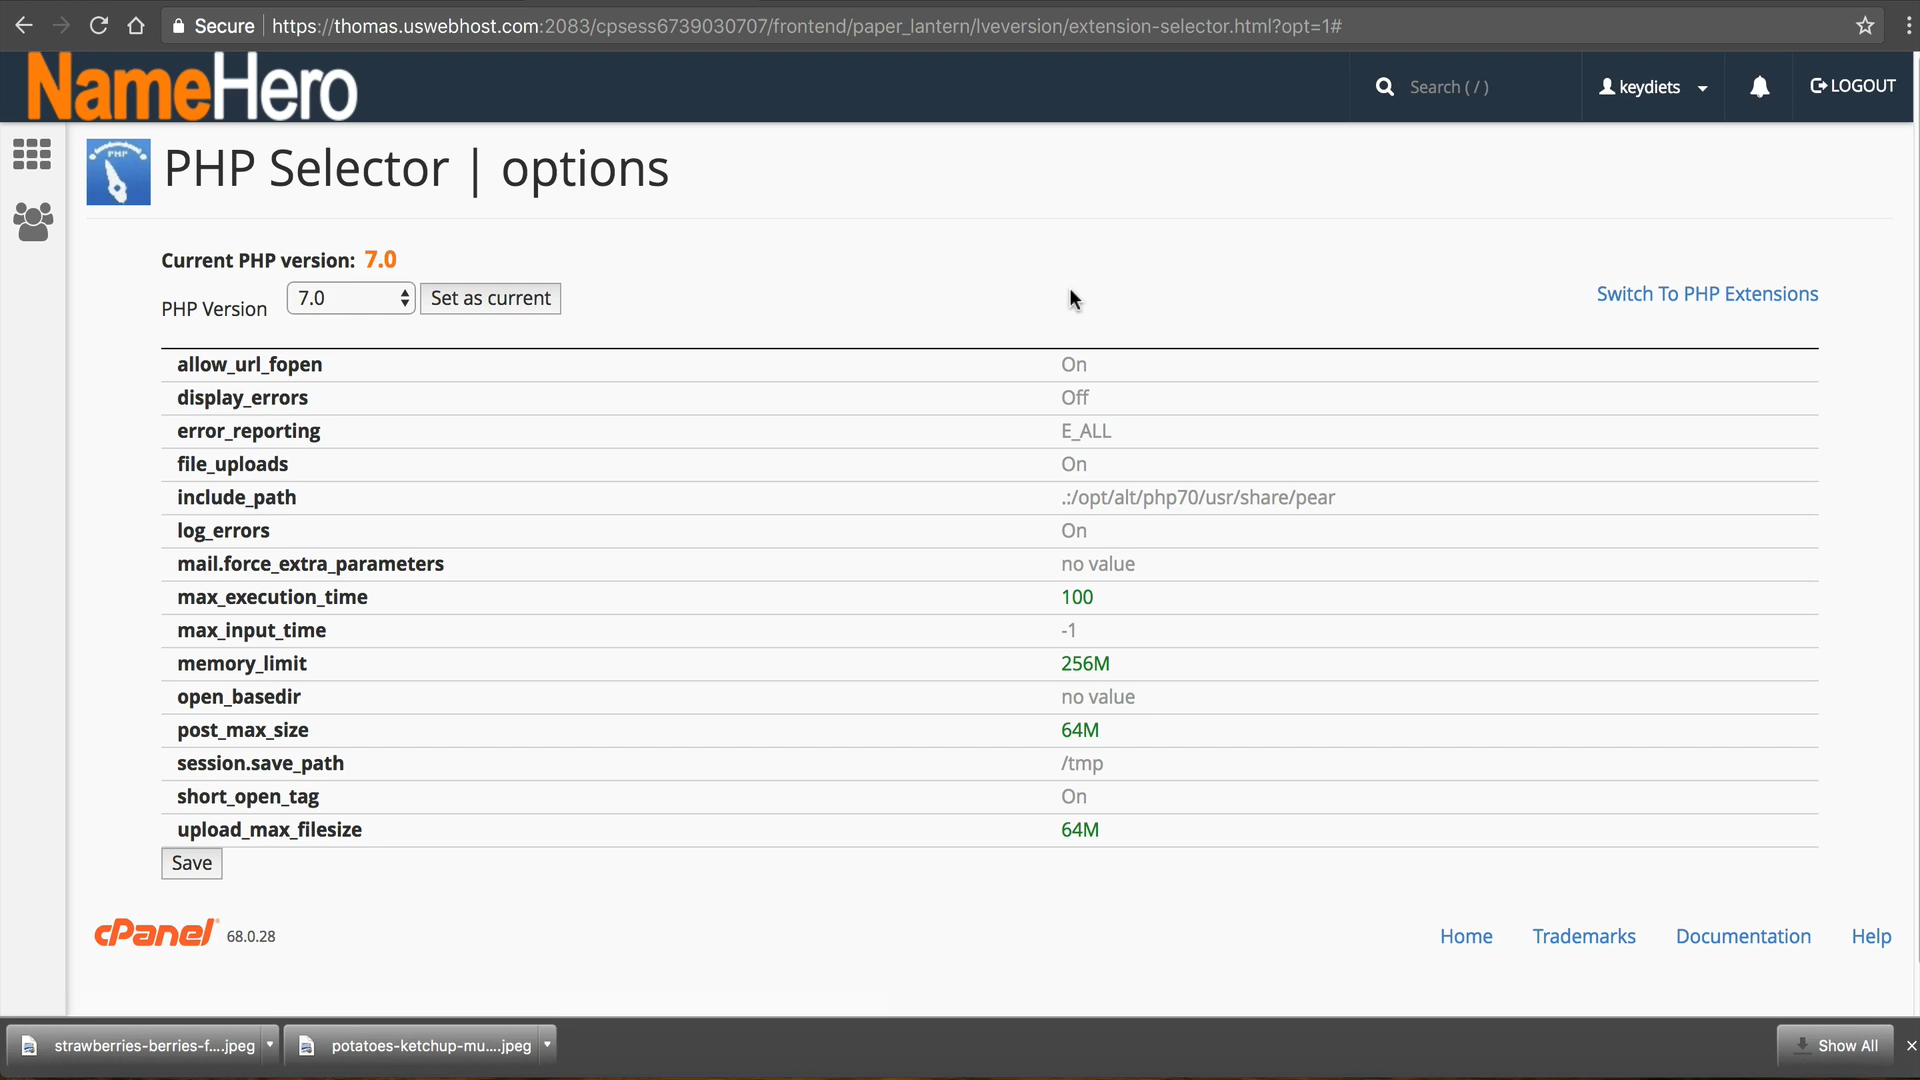 Secure https://thomas.uswebhost.com:2083/cpsess6739030707/frontend/paper_lantern/lveversion/extension-selector.html?opt=1#
NameHero
Search ( / )
keydiets
LOGOUT
PHP
PHP Selector | options
Current PHP version: 7.0
PHP Version 7.0 Set as current
Switch To PHP Extensions
allow_url_fopen On
display_errors Off
error_reporting E_ALL
file_uploads On
include_path .:/opt/alt/php70/usr/share/pear
log_errors On
mail.force_extra_parameters no value
max_execution_time 100
max_input_time -1
memory_limit 256M
open_basedir no value
post_max_size 64M
session.save_path /tmp
short_open_tag On
upload_max_filesize 64M
Save
cPanel 68.0.28
Home Trademarks Documentation Help
strawberries-berries-f....jpeg potatoes-ketchup-mu....jpeg Show All